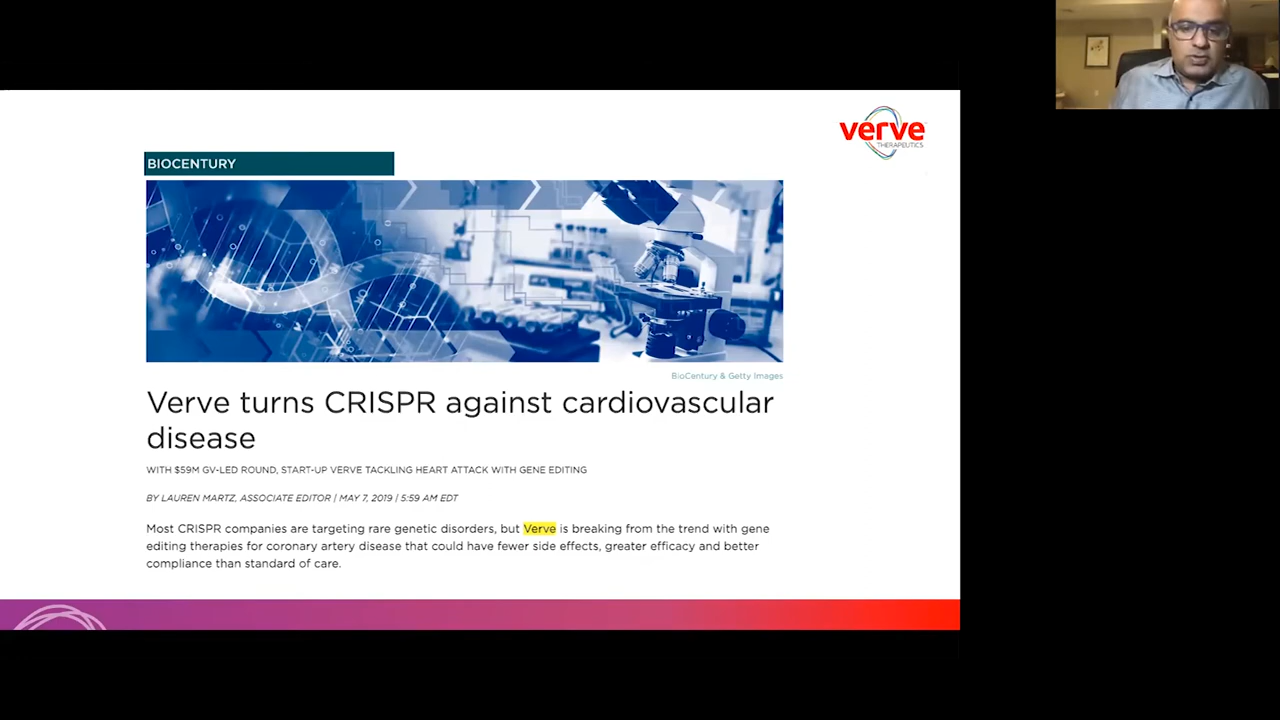 verve
THERAPEUTICS
BIOCENTURY
BioCentury & Getty Images
Verve turns CRISPR against cardiovascular
disease
WITH $59M GV-LED ROUND, START-UP VERVE TACKLING HEART ATTACK WITH GENE EDITING
BY LAUREN MARTZ, ASSOCIATE EDITOR | MAY 7, 2019 | 5:59 AM EDT
Most CRISPR companies are targeting rare genetic disorders, but Verve is breaking from the trend with gene
editing therapies for coronary artery disease that could have fewer side effects, greater efficacy and better
compliance than standard of care.